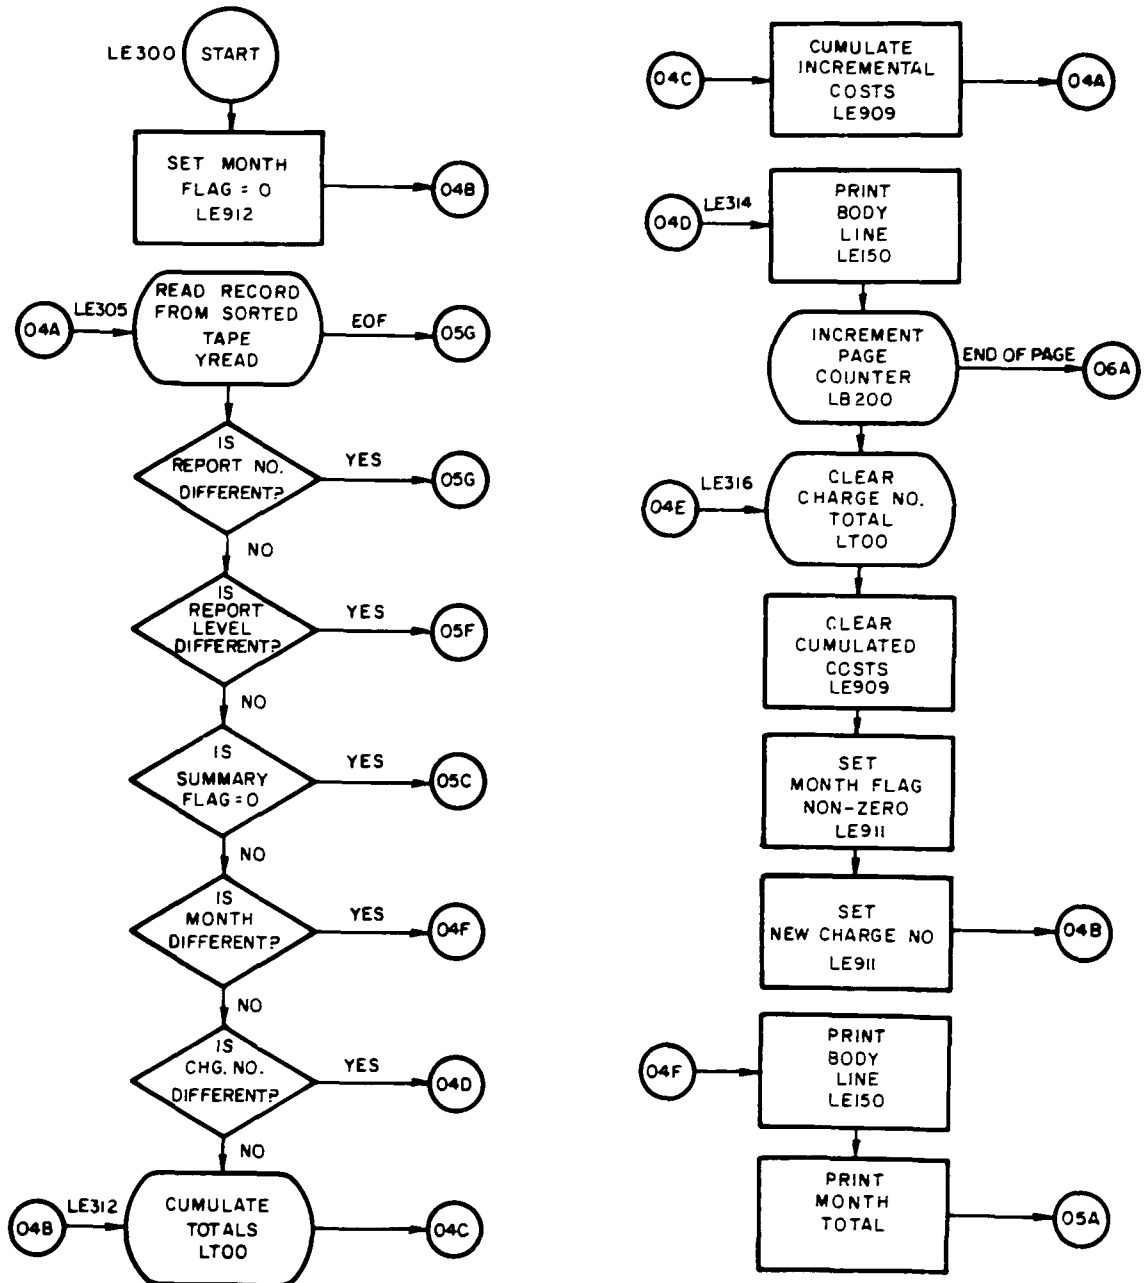 LE300
START
SET MONTH
FLAG = 0
LE912
04B
04A
LE305
READ RECORD
FROM SORTED
TAPE
YREAD
EOF
05G
IS
REPORT NO.
DIFFERENT?
YES
05G
NO
IS
REPORT
LEVEL
DIFFERENT?
YES
05F
NO
IS
SUMMARY
FLAG = 0
YES
05C
NO
IS
MONTH
DIFFERENT?
YES
04F
NO
IS
CHG. NO.
DIFFERENT?
YES
04D
NO
04B
LE312
CUMULATE
TOTALS
LT00
04C
04C
CUMULATE
INCREMENTAL
COSTS
LE909
04A
04D
LE314
PRINT
BODY
LINE
LE150
INCREMENT
PAGE
COUNTER
LB200
END OF PAGE
06A
04E
LE316
CLEAR
CHARGE NO.
TOTAL
LT00
CLEAR
CUMULATED
COSTS
LE909
SET
MONTH FLAG
NON-ZERO
LE911
SET
NEW CHARGE NO
LE911
04B
04F
PRINT
BODY
LINE
LE150
PRINT
MONTH
TOTAL
05A